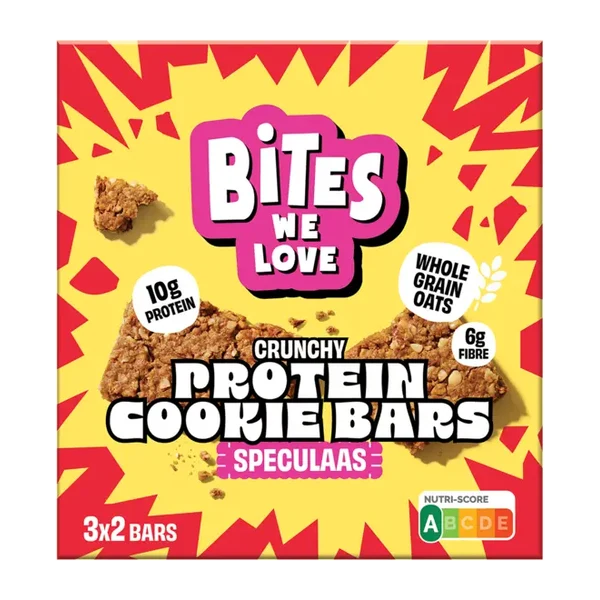 BiTES
WE
LOVE
10g
PROTEIN
WHOLE
GRAIN
OATS
6g
FIBRE
CRUNCHY
PROTEIN
COOKIE BARS
SPECULAAS
3x2 BARS
NUTRI-SCORE
A B C D E